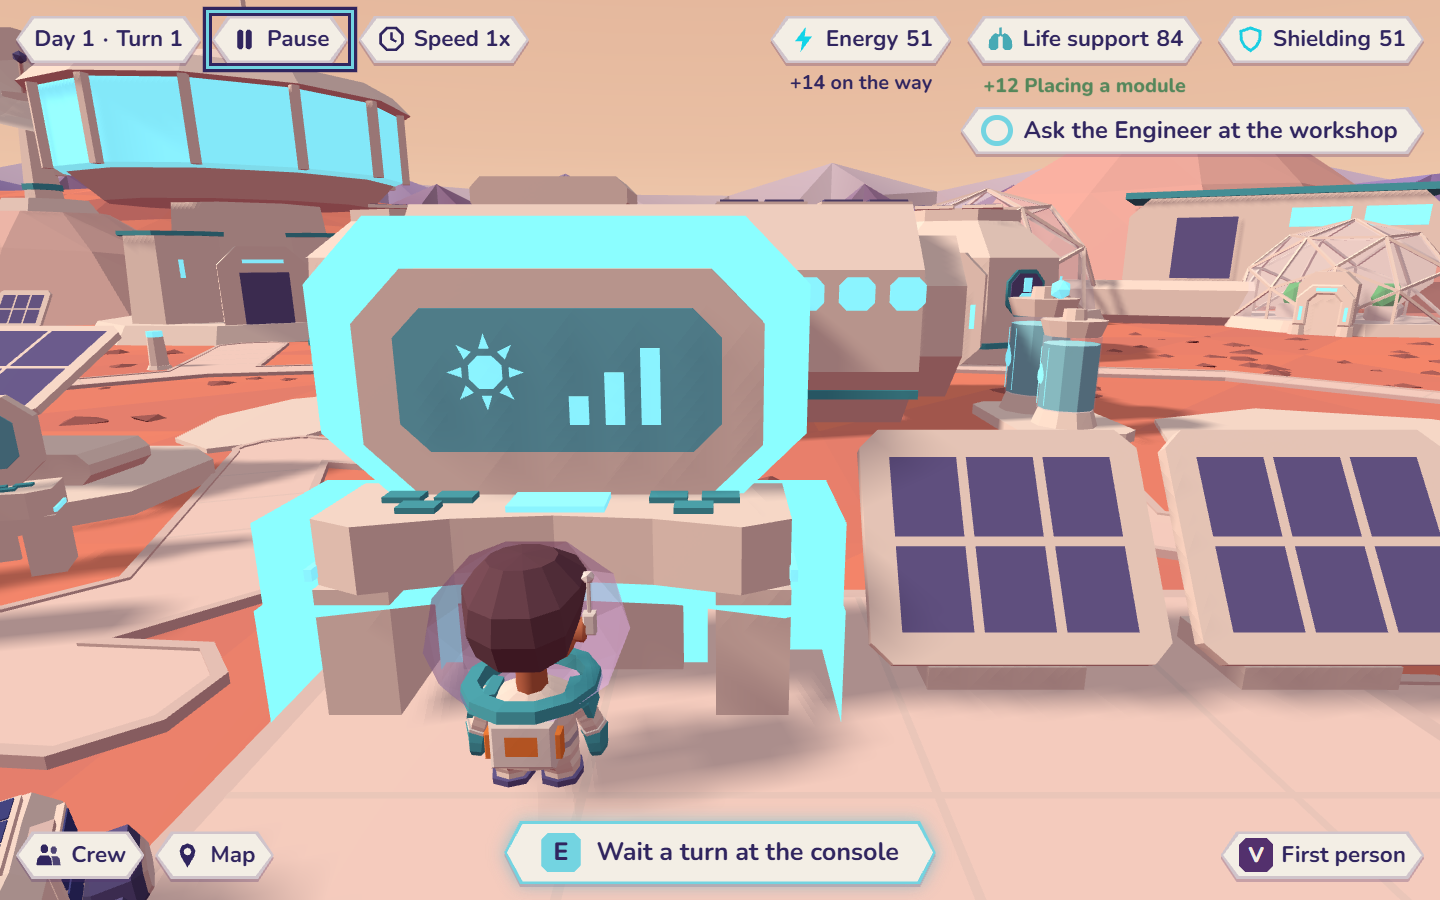 Day 1 · Turn 1
Pause
Speed 1x
Energy 51
Life support 84
Shielding 51
+14 on the way
+12 Placing a module
Ask the Engineer at the workshop
Crew
Map
E Wait a turn at the console
V First person